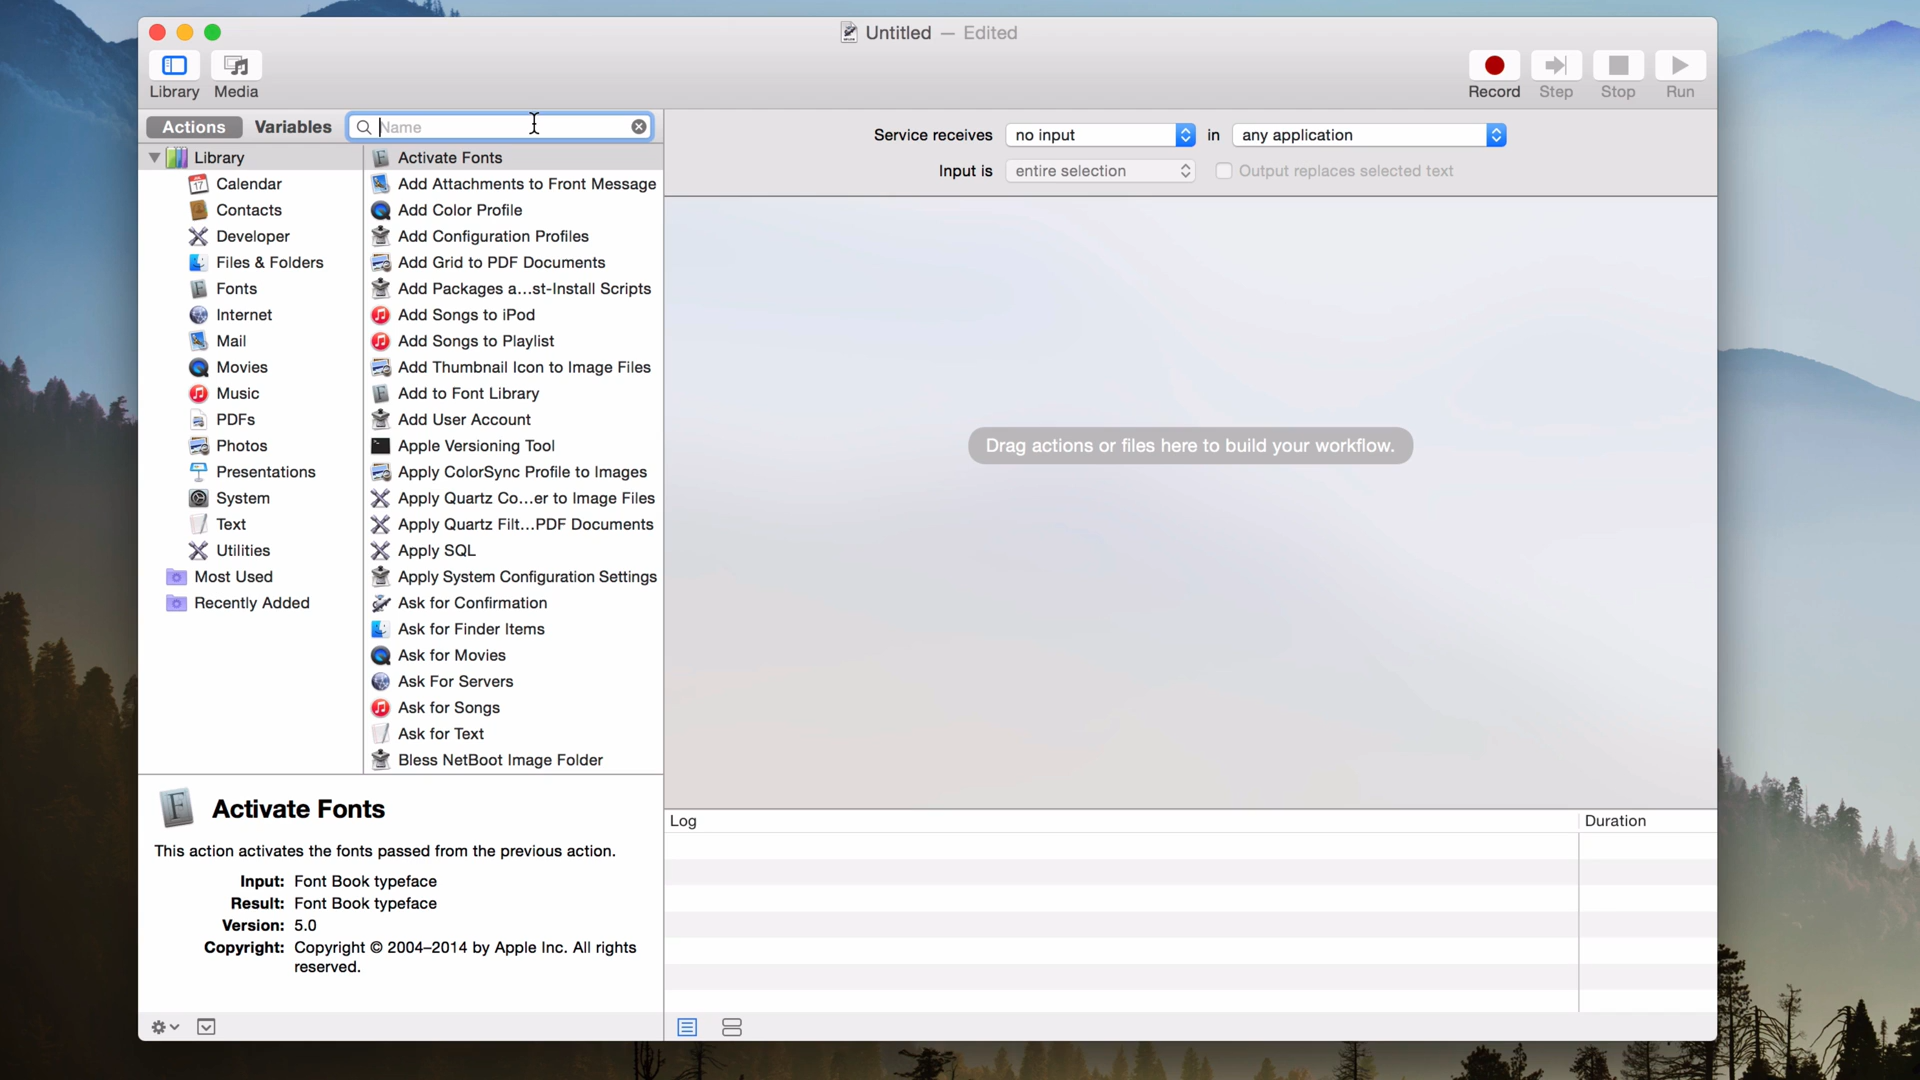 Untitled — Edited
Library
Media
Record
Step
Stop
Run
Actions
Variables
Name
Service receives
no input
in
any application
Input is
entire selection
Output replaces selected text
Library
Calendar
Contacts
Developer
Files & Folders
Fonts
Internet
Mail
Movies
Music
PDFs
Photos
Presentations
System
Text
Utilities
Most Used
Recently Added
Activate Fonts
Add Attachments to Front Message
Add Color Profile
Add Configuration Profiles
Add Grid to PDF Documents
Add Packages a...st-Install Scripts
Add Songs to iPod
Add Songs to Playlist
Add Thumbnail Icon to Image Files
Add to Font Library
Add User Account
Apple Versioning Tool
Apply ColorSync Profile to Images
Apply Quartz Co...er to Image Files
Apply Quartz Filt...PDF Documents
Apply SQL
Apply System Configuration Settings
Ask for Confirmation
Ask for Finder Items
Ask for Movies
Ask For Servers
Ask for Songs
Ask for Text
Bless NetBoot Image Folder
Drag actions or files here to build your workflow.
Activate Fonts
This action activates the fonts passed from the previous action.
Input: Font Book typeface
Result: Font Book typeface
Version: 5.0
Copyright: Copyright © 2004–2014 by Apple Inc. All rights
reserved.
Log
Duration